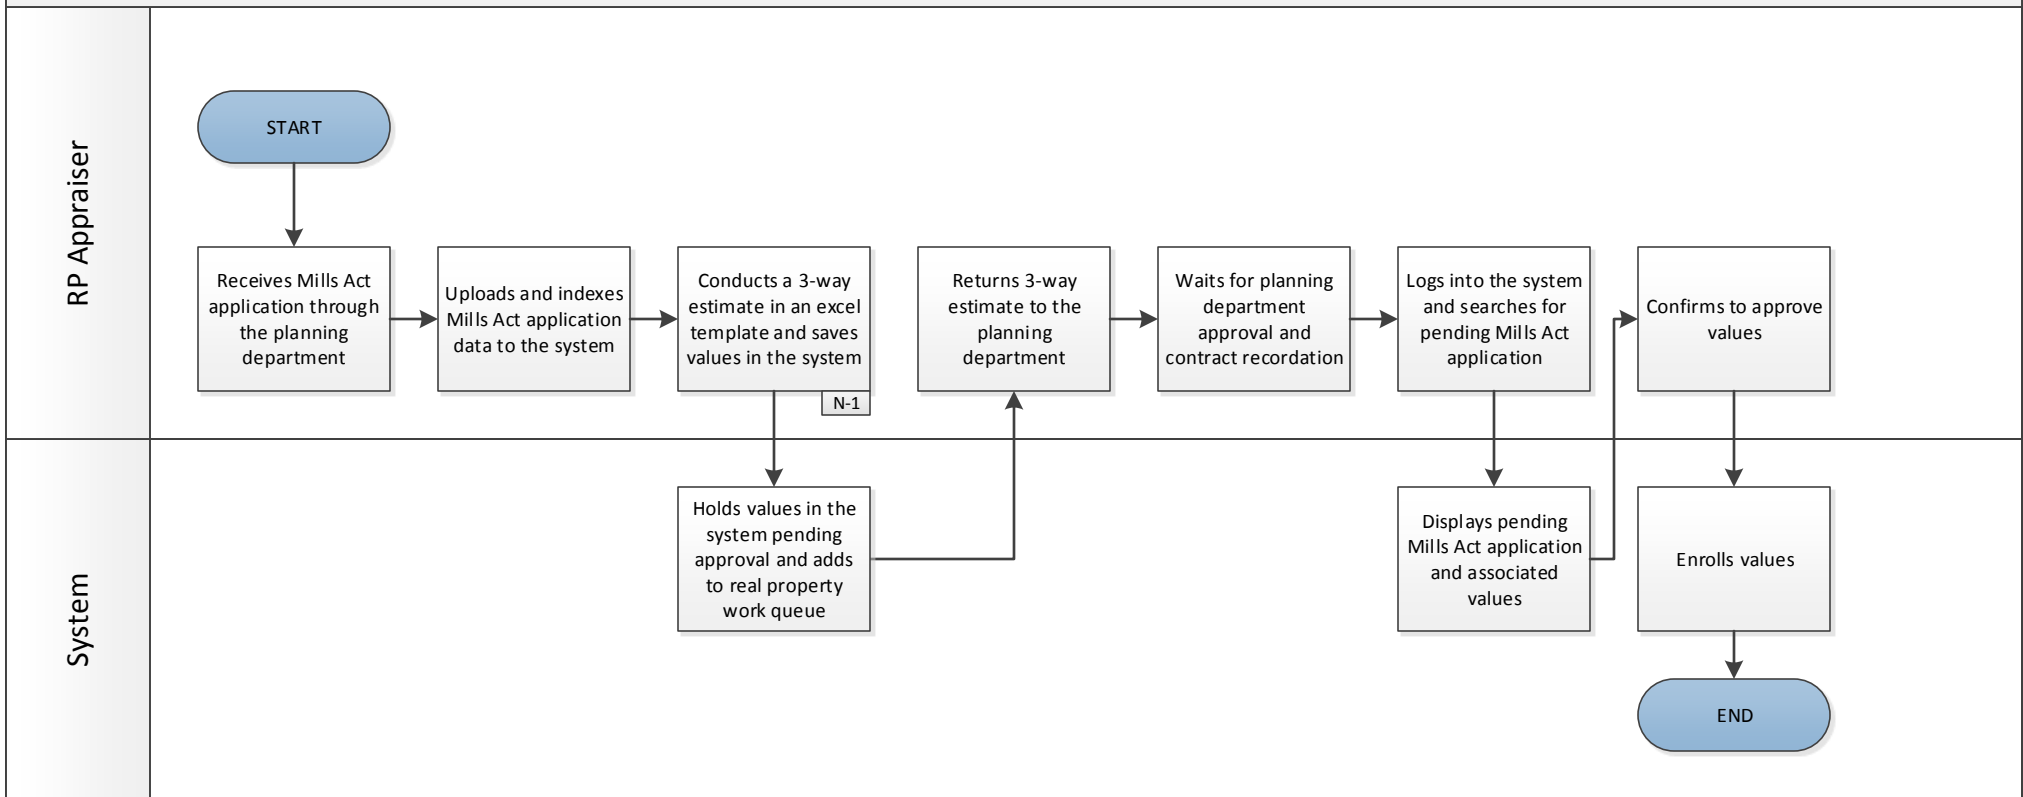 RP Appraiser
START
Receives Mills Act
application through
the planning
department
Uploads and indexes
Mills Act application
data to the system
Conducts a 3-way
estimate in an excel
template and saves
values in the system
N-1
Returns 3-way
estimate to the
planning
department
Waits for planning
department
approval and
contract recordation
Logs into the system
and searches for
pending Mills Act
application
Confirms to approve
values
System
Holds values in the
system pending
approval and adds
to real property
work queue
Displays pending
Mills Act application
and associated
values
Enrolls values
END